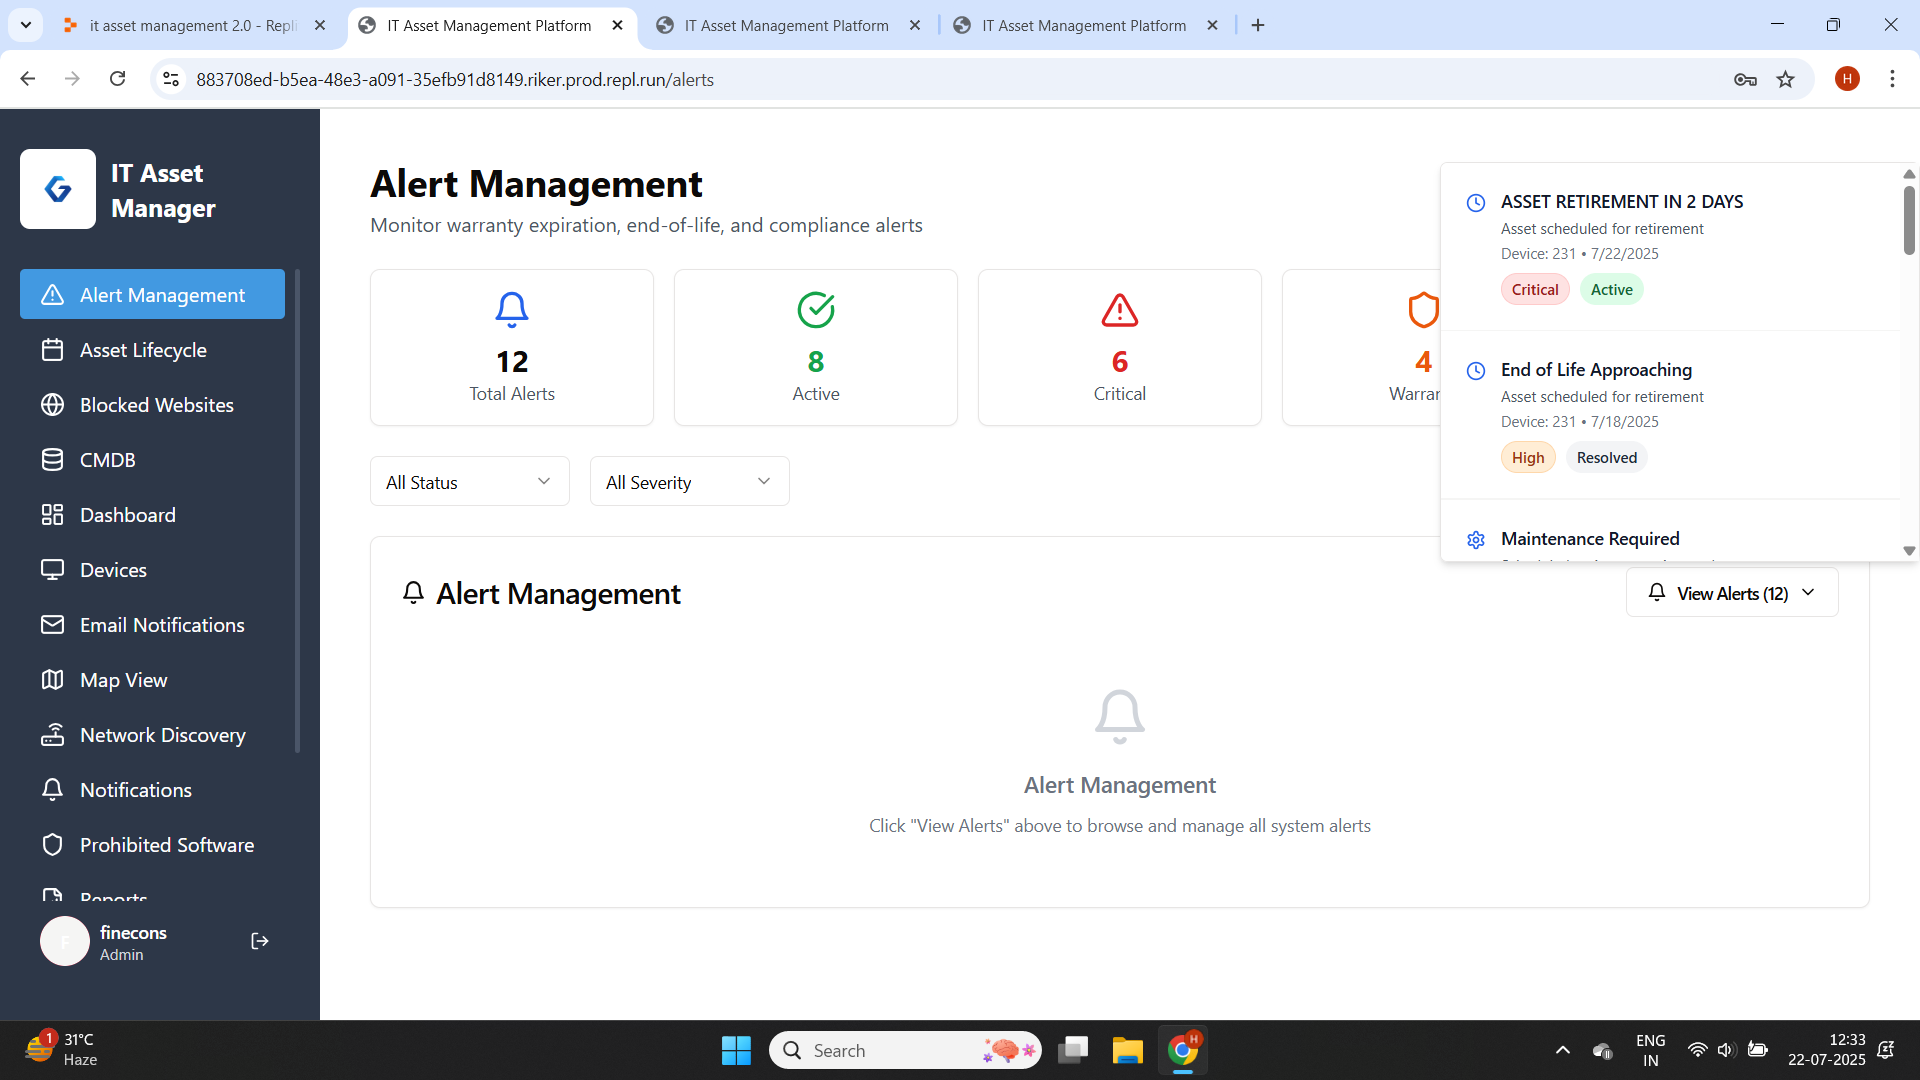 it asset management 2.0 - Repli
IT Asset Management Platform
IT Asset Management Platform
IT Asset Management Platform
883708ed-b5ea-48e3-a091-35efb91d8149.riker.prod.repl.run/alerts
H
IT Asset
Manager
Alert Management
Asset Lifecycle
Blocked Websites
CMDB
Dashboard
Devices
Email Notifications
Map View
Network Discovery
Notifications
Prohibited Software
Reports
F
finecons
Admin
Alert Management
Monitor warranty expiration, end-of-life, and compliance alerts
12
Total Alerts
8
Active
6
Critical
4
Warran
All Status
All Severity
ASSET RETIREMENT IN 2 DAYS
Asset scheduled for retirement
Device: 231 • 7/22/2025
Critical
Active
End of Life Approaching
Asset scheduled for retirement
Device: 231 • 7/18/2025
High
Resolved
Maintenance Required
Alert Management
View Alerts (12)
Alert Management
Click "View Alerts" above to browse and manage all system alerts
1
31°C
Haze
Search
H
ENG
IN
12:33
22-07-2025